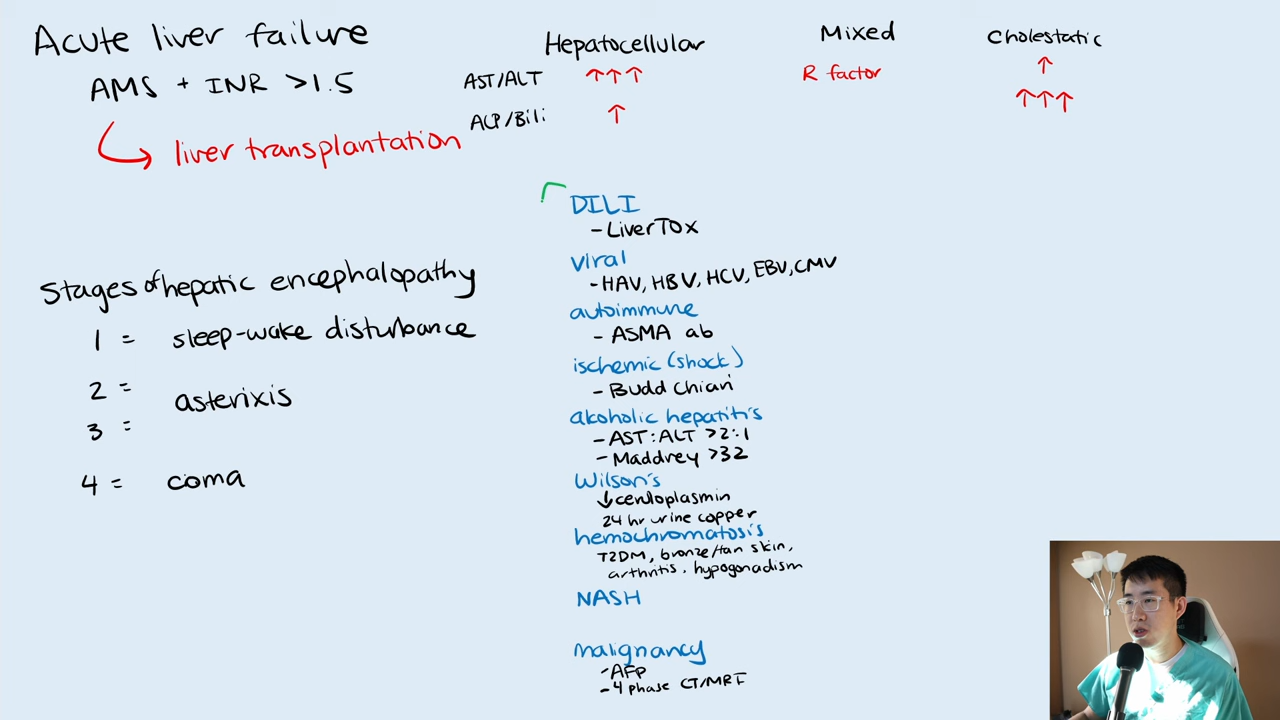 Acute liver failure
AMS + INR >1.5
liver transplantation
Hepatocellular
Mixed
Cholestatic
AST/ALT ↑↑↑
R factor
↑
ALP/Bili ↑
↑↑↑
Stages of hepatic encephalopathy
1 = sleep-wake disturbance
2 =
asterixis
3 =
4 = coma
DILI
- LiverTox
viral
- HAV, HBV, HCV, EBV, CMV
autoimmune
- ASMA ab
ischemic (shock)
- Budd Chiari
alcoholic hepatitis
- AST:ALT >2:1
- Maddrey >32
Wilson's
↓ceruloplasmin
24 hr urine copper
hemochromatosis
T2DM, bronze/tan skin,
arthritis, hypogonadism
NASH
malignancy
- AFP
- 4 phase CT/MRI